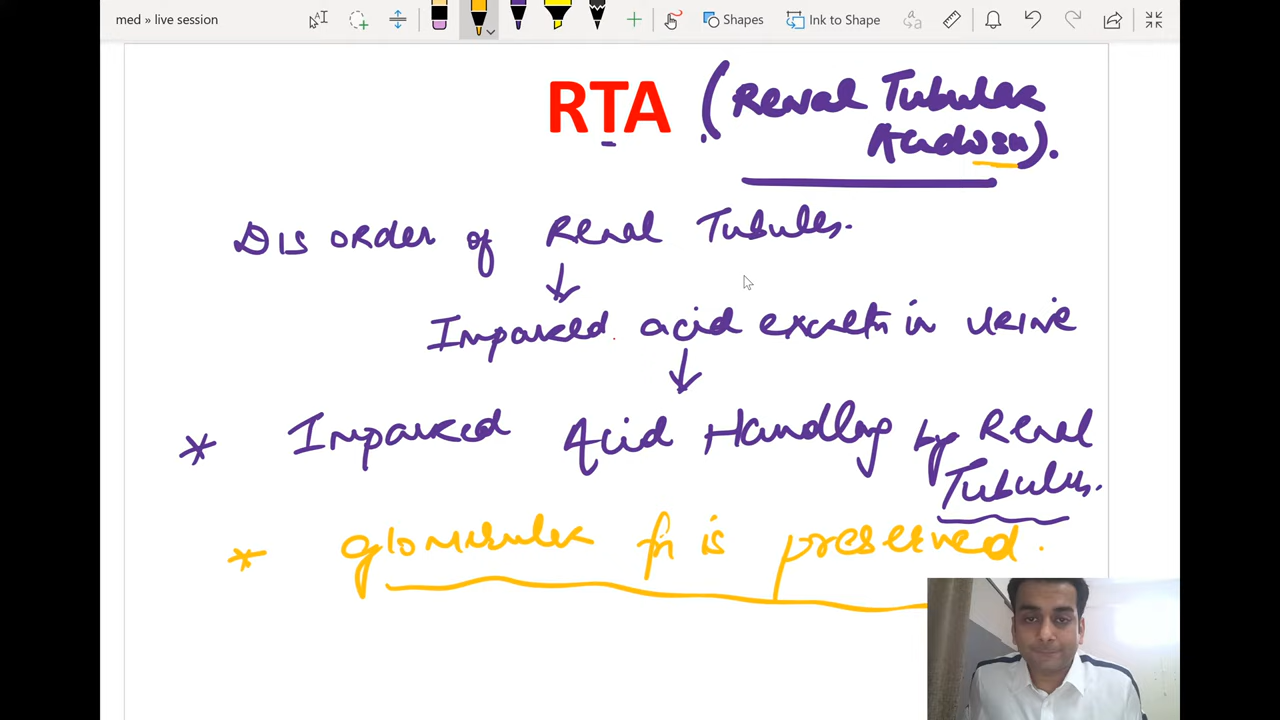 med » live session
Shapes
Ink to Shape
RTA (Renal Tubular
Acidosis).
Disorder of Renal Tubules.
Impaired acid excretn in urine
* Impaired Acid Handling by Renal
Tubules.
* glomerular fn is preserved.